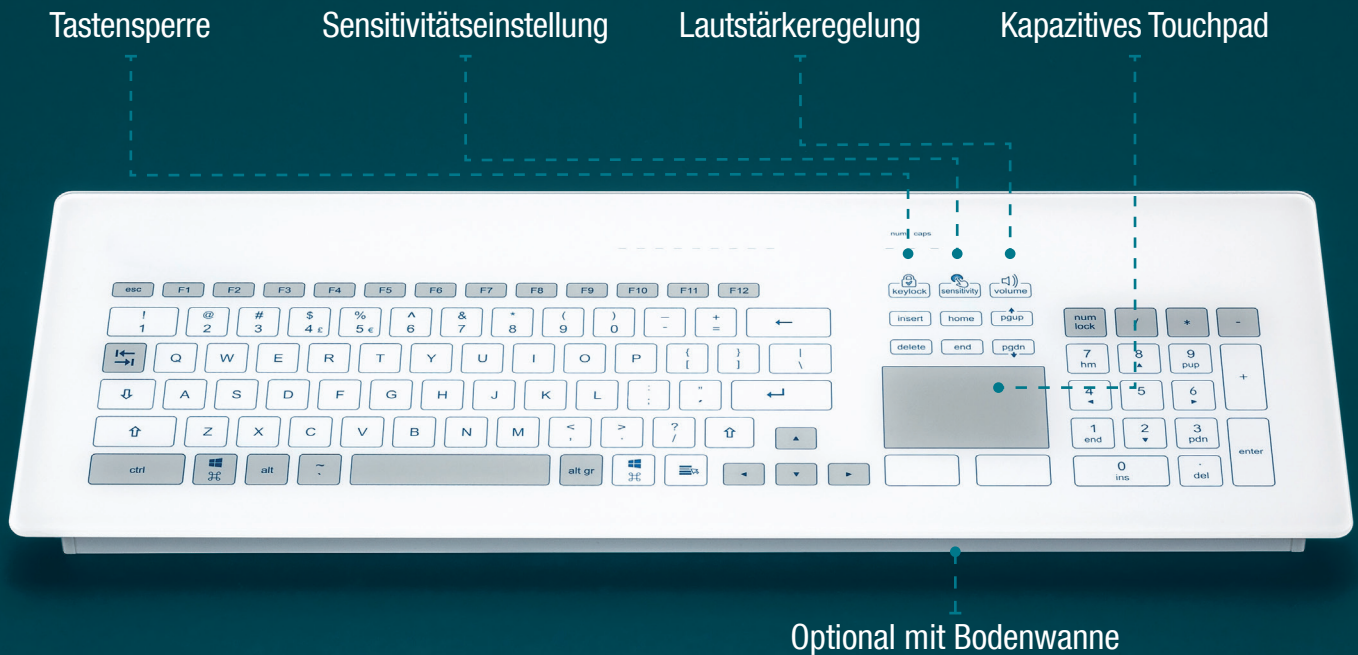 Tastensperre Sensitivitätseinstellung Lautstärkeregelung Kapazitives Touchpad
num caps
esc F1 F2 F3 F4 F5 F6 F7 F8 F9 F10 F11 F12
keylock sensitivity volume
! @ # $ % ^ & * ( ) _ +
1 2 3 4 £ 5 € 6 7 8 9 0 - = ←
insert home pgup
num lock / * -
Q W E R T Y U I O P { [ } ] | \
delete end pgdn
7 hm 8 9 pup +
A S D F G H J K L : ; " '
4 5 6
Z X C V B N M < , > . ? /
1 end 2 3 pdn
ctrl ⌘ alt ~ ` alt gr ⌘
0 ins . del enter
Optional mit Bodenwanne